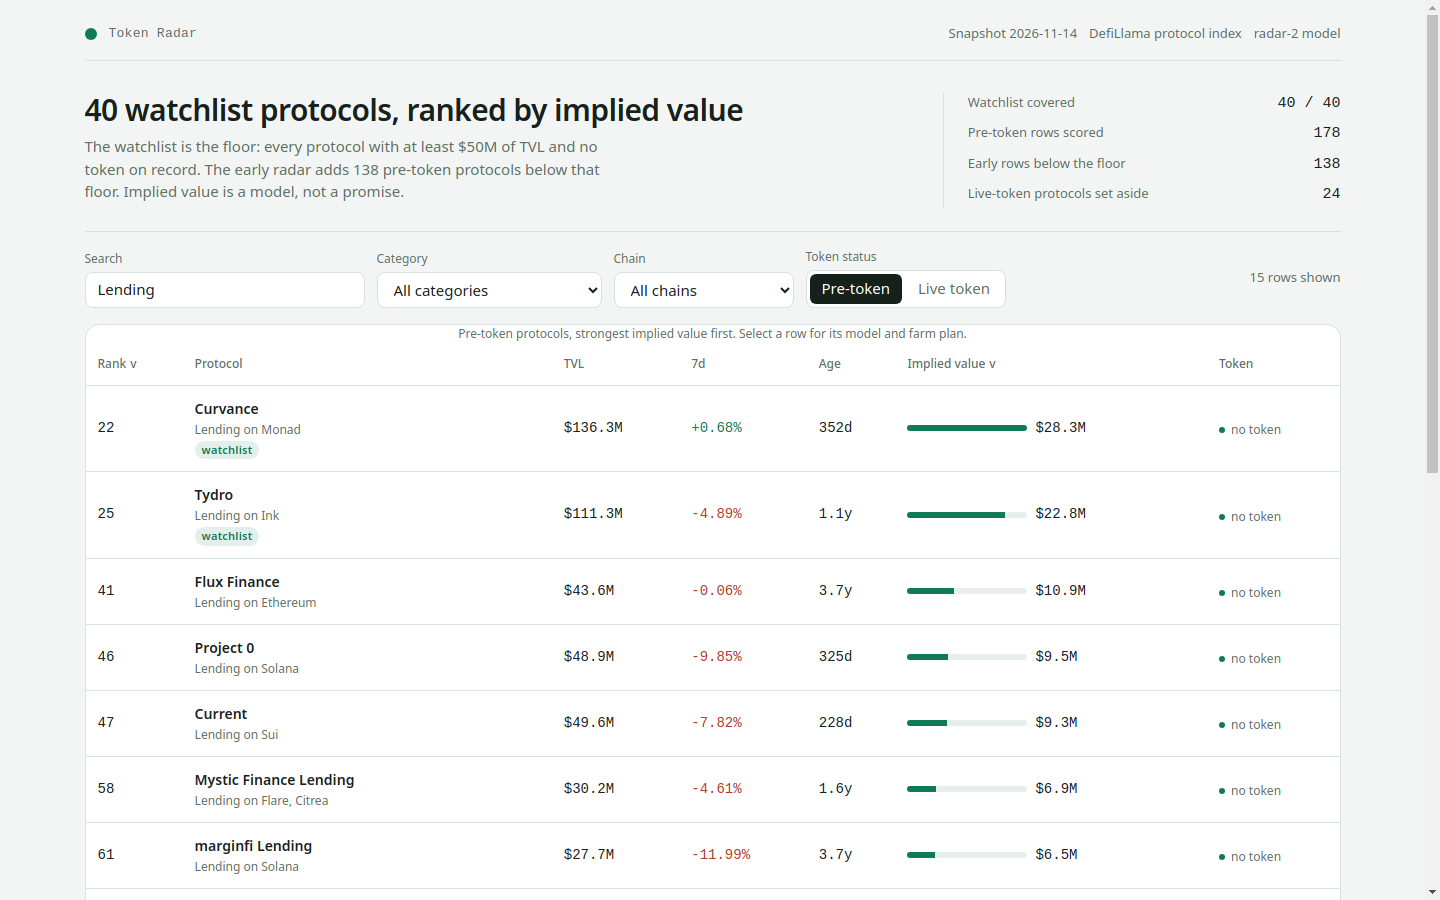 Token Radar
Snapshot 2026-11-14 DefiLlama protocol index radar-2 model
40 watchlist protocols, ranked by implied value
The watchlist is the floor: every protocol with at least $50M of TVL and no
token on record. The early radar adds 138 pre-token protocols below that
floor. Implied value is a model, not a promise.
Watchlist covered 40 / 40
Pre-token rows scored 178
Early rows below the floor 138
Live-token protocols set aside 24
Search Category Chain Token status
Lending All categories All chains Pre-token Live token 15 rows shown
Pre-token protocols, strongest implied value first. Select a row for its model and farm plan.
Rank v Protocol TVL 7d Age Implied value v Token
22 Curvance $136.3M +0.68% 352d $28.3M no token
Lending on Monad
watchlist
25 Tydro $111.3M -4.89% 1.1y $22.8M no token
Lending on Ink
watchlist
41 Flux Finance $43.6M -0.06% 3.7y $10.9M no token
Lending on Ethereum
46 Project 0 $48.9M -9.85% 325d $9.5M no token
Lending on Solana
47 Current $49.6M -7.82% 228d $9.3M no token
Lending on Sui
58 Mystic Finance Lending $30.2M -4.61% 1.6y $6.9M no token
Lending on Flare, Citrea
61 marginfi Lending $27.7M -11.99% 3.7y $6.5M no token
Lending on Solana